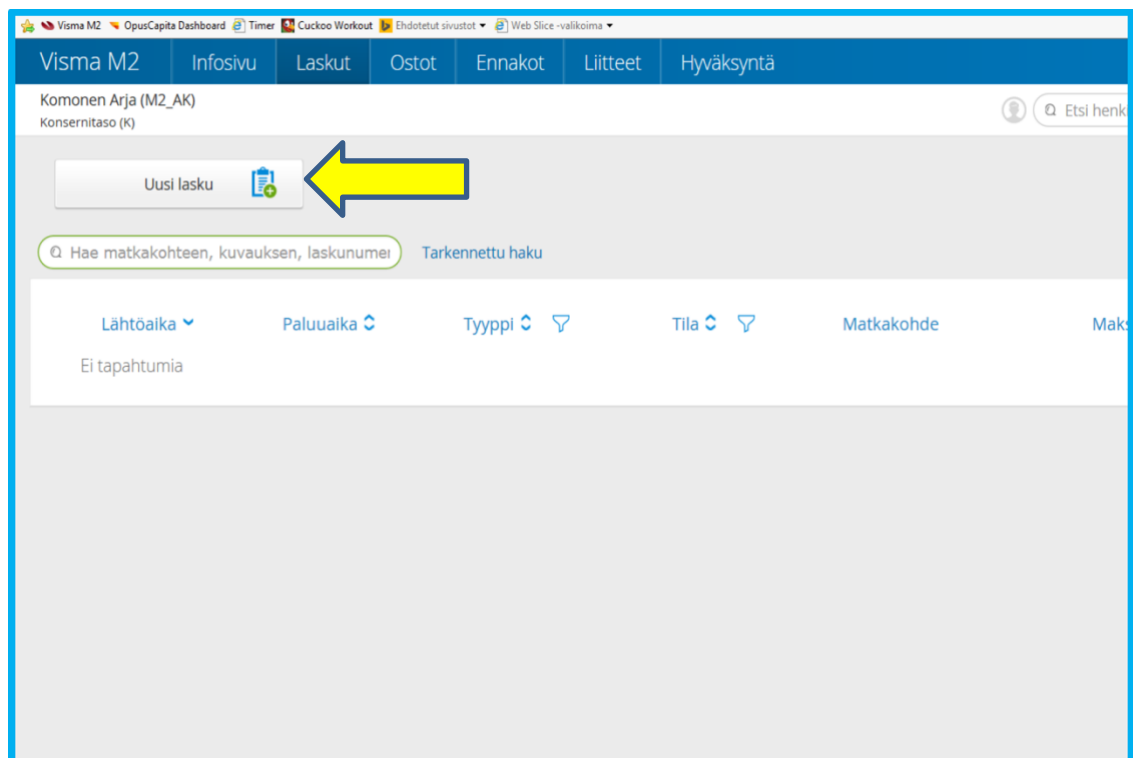 Visma M2 OpusCapita Dashboard Timer Cuckoo Workout Ehdotetut sivustot Web Slice -valikoima
Visma M2 Infosivu Laskut Ostot Ennakot Liitteet Hyväksyntä
Komonen Arja (M2_AK)
Konsernitaso (K)
Etsi henk
Uusi lasku
Hae matkakohteen, kuvauksen, laskunumer Tarkennettu haku
Lähtöaika Paluuaika Tyyppi Tila Matkakohde Maks
Ei tapahtumia